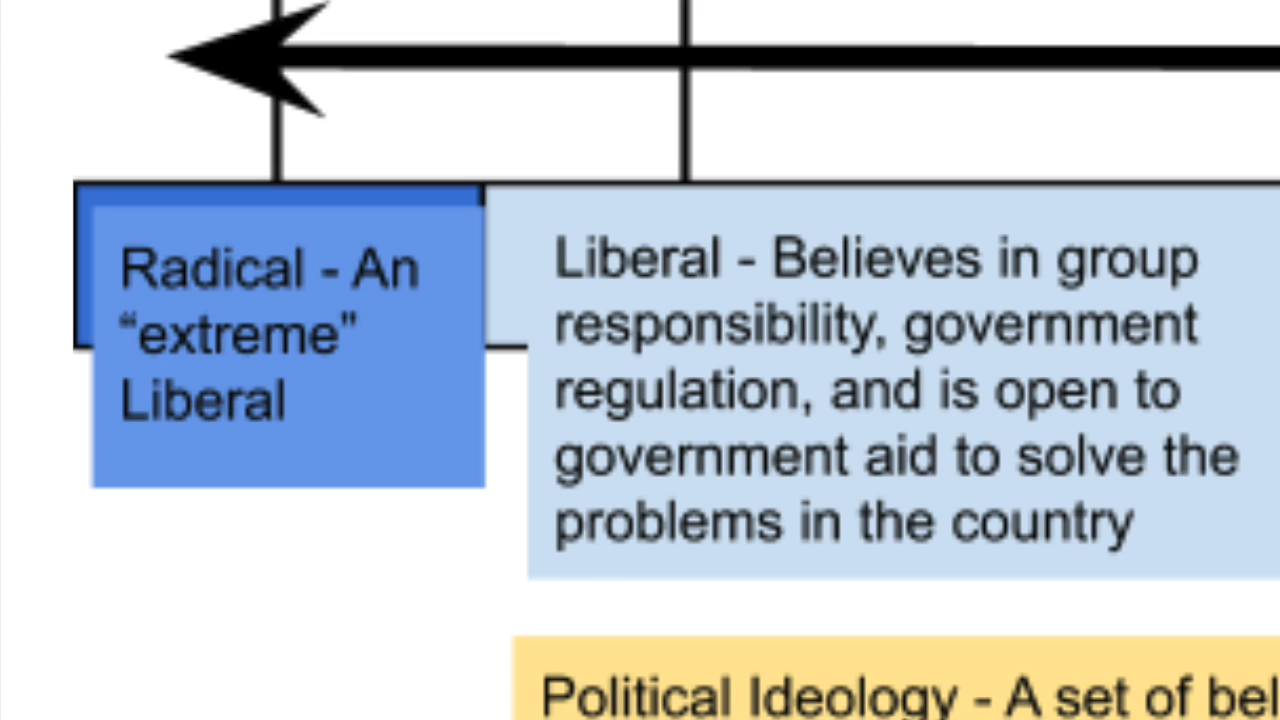 Radical - An
“extreme”
Liberal
Liberal - Believes in group
responsibility, government
regulation, and is open to
government aid to solve the
problems in the country
Political Ideology - A set of